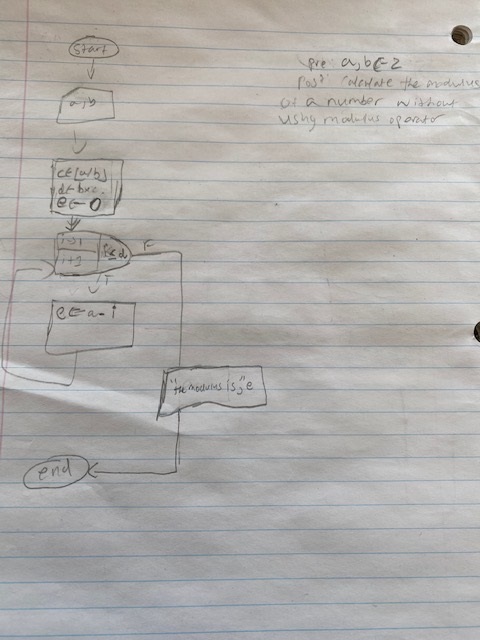 Start
pre: a,b ∈ Z
post: calculate the modulus
of a number without
using modulus operator
a,b
c←[a/b]
d←b×c
e←0
i=1
i+1
i≤d
F
T
e←a-i
"the modulus is", e
end